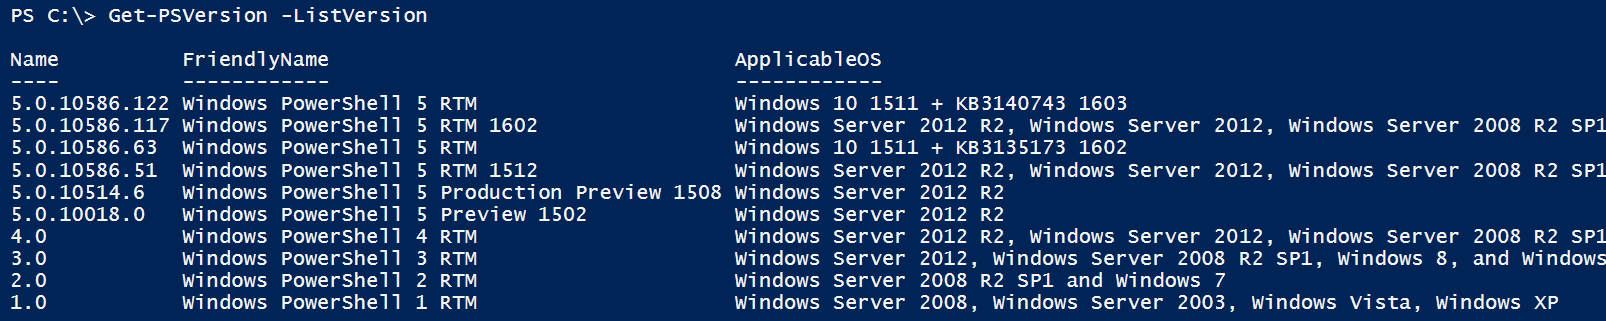 PS C:\> Get-PSVersion -ListVersion
Name FriendlyName ApplicableOS
---- ------------ ------------
5.0.10586.122 Windows PowerShell 5 RTM Windows 10 1511 + KB3140743 1603
5.0.10586.117 Windows PowerShell 5 RTM 1602 Windows Server 2012 R2, Windows Server 2012, Windows Server 2008 R2 SP1
5.0.10586.63 Windows PowerShell 5 RTM Windows 10 1511 + KB3135173 1602
5.0.10586.51 Windows PowerShell 5 RTM 1512 Windows Server 2012 R2, Windows Server 2012, Windows Server 2008 R2 SP1
5.0.10514.6 Windows PowerShell 5 Production Preview 1508 Windows Server 2012 R2
5.0.10018.0 Windows PowerShell 5 Preview 1502 Windows Server 2012 R2
4.0 Windows PowerShell 4 RTM Windows Server 2012 R2, Windows Server 2012, Windows Server 2008 R2 SP1
3.0 Windows PowerShell 3 RTM Windows Server 2012, Windows Server 2008 R2 SP1, Windows 8, and Windows
2.0 Windows PowerShell 2 RTM Windows Server 2008 R2 SP1 and Windows 7
1.0 Windows PowerShell 1 RTM Windows Server 2008, Windows Server 2003, Windows Vista, Windows XP